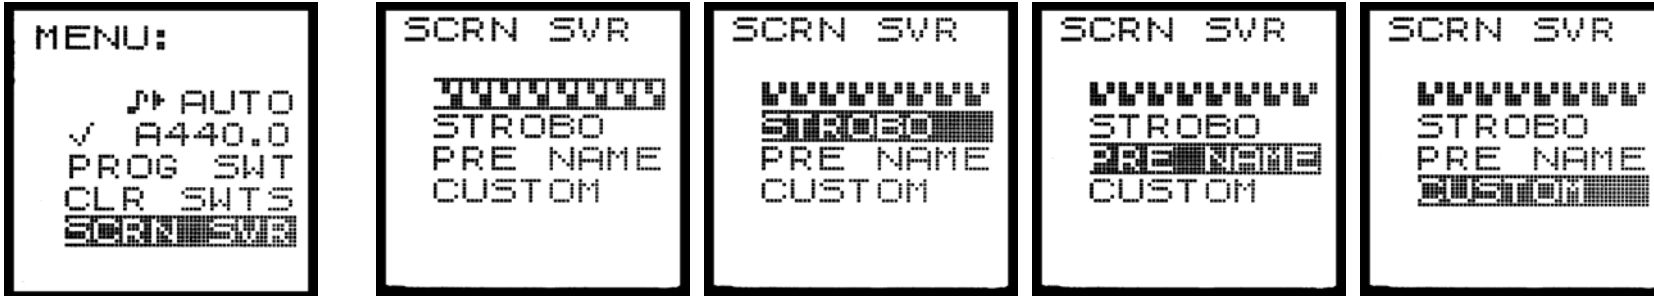 MENU:
♪ AUTO
✓ A440.0
PROG SWT
CLR SWTS
SCRN SVR
SCRN SVR
STROBO
PRE NAME
CUSTOM
SCRN SVR
STROBO
PRE NAME
CUSTOM
SCRN SVR
STROBO
PRE NAME
CUSTOM
SCRN SVR
STROBO
PRE NAME
CUSTOM